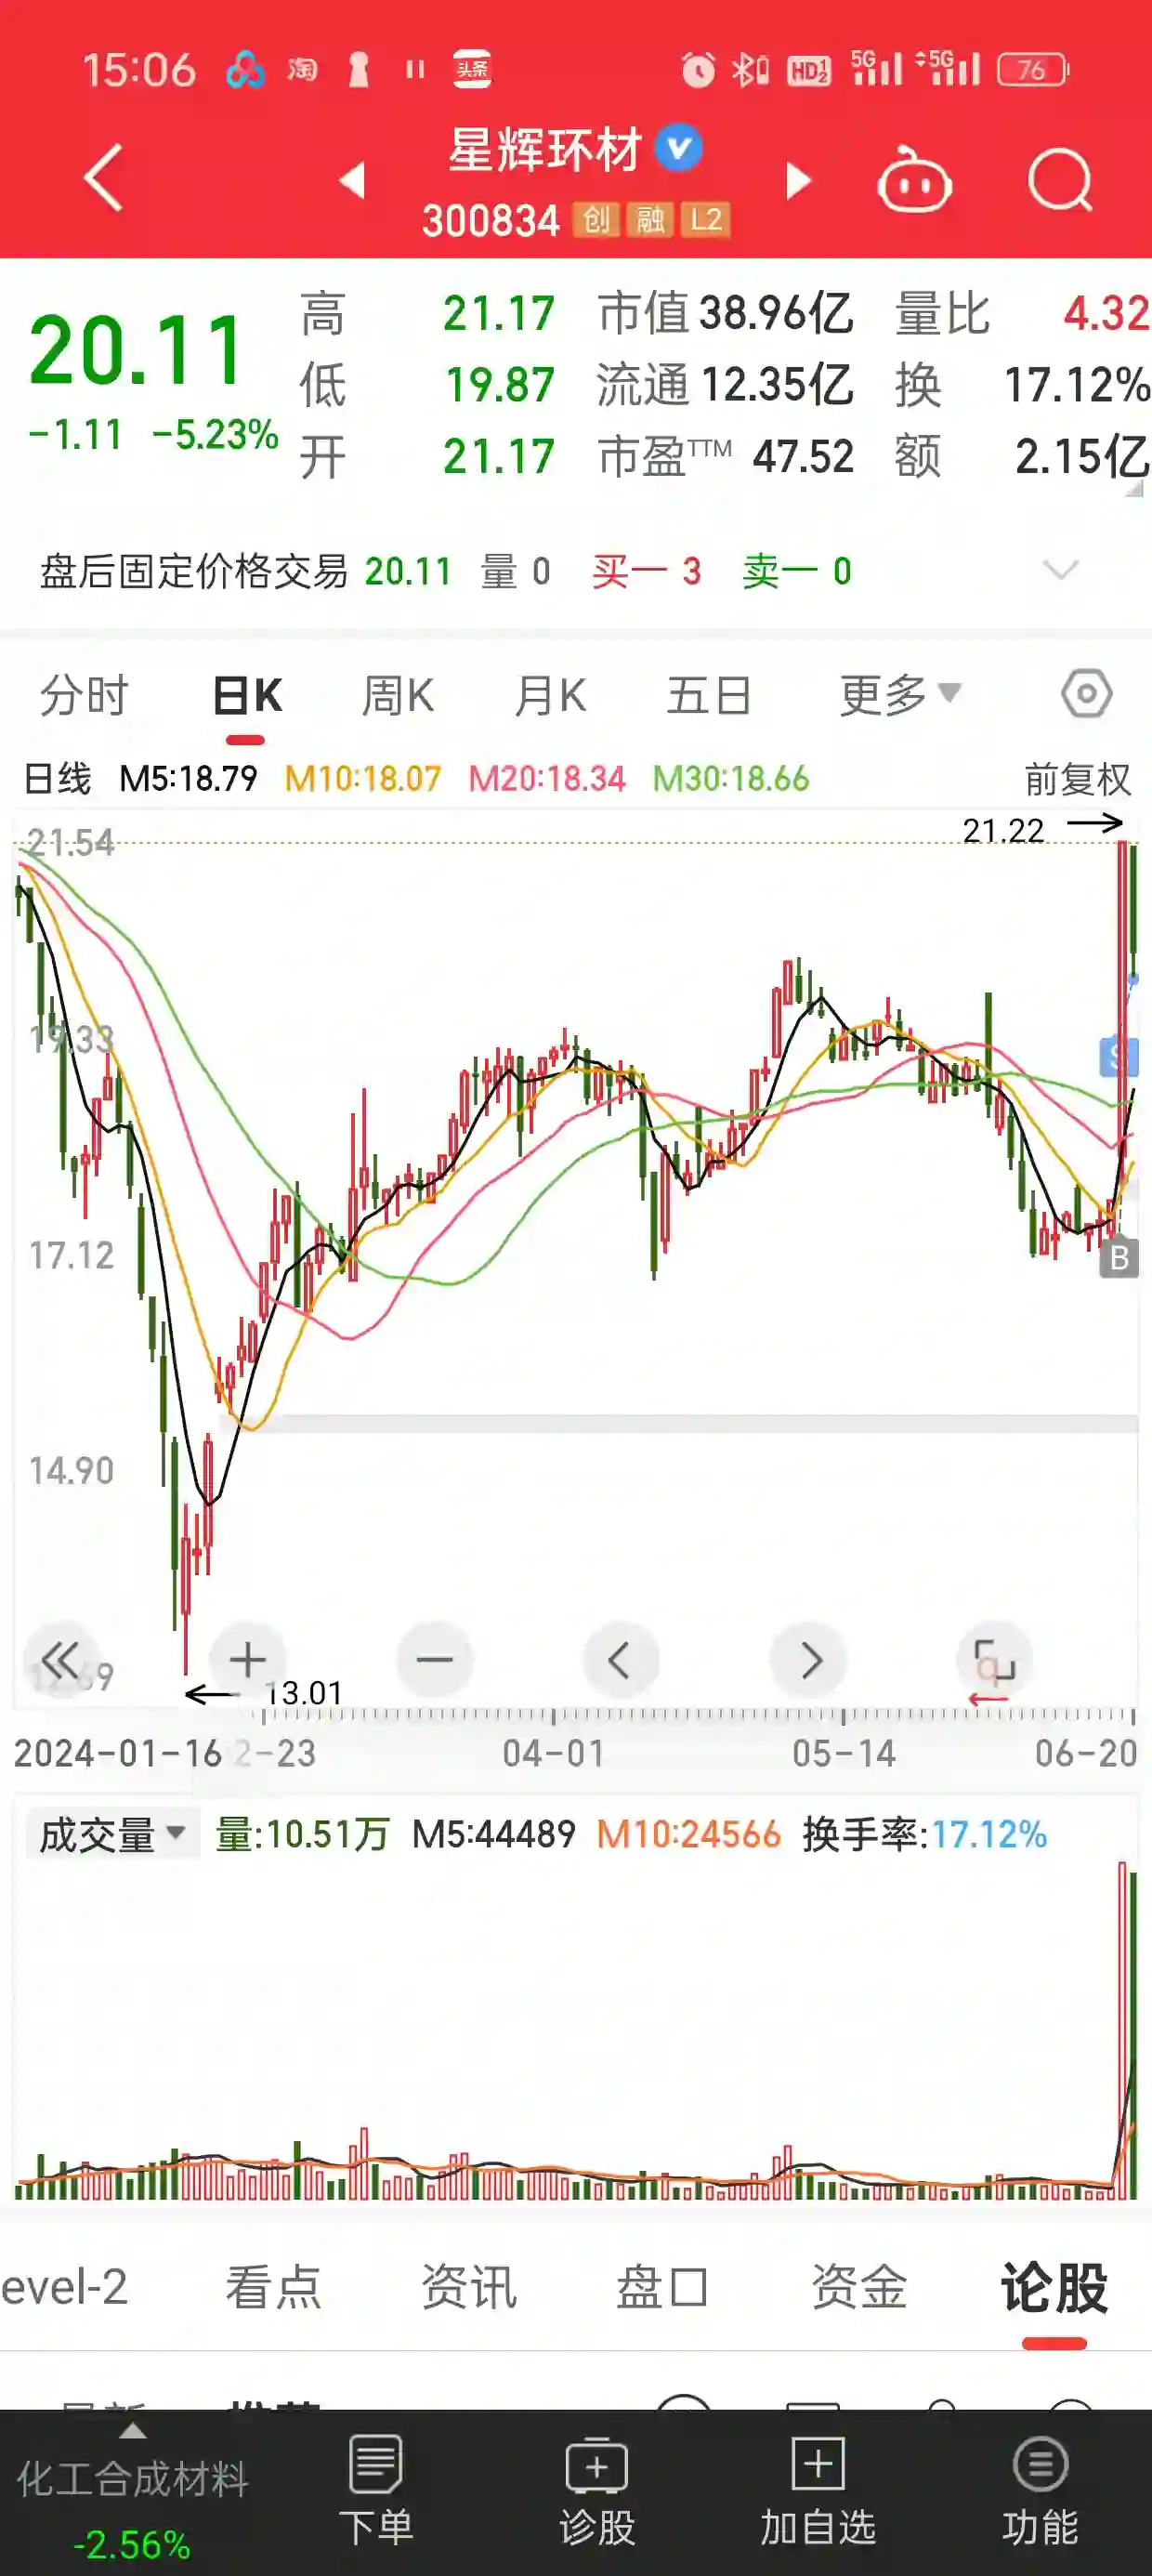 15:06 淘 头条 HD 1 2 5G 5G 76
星辉环材
300834 创 融 L2
20.11 高 21.17 市值 38.96亿 量比 4.32
-1.11 -5.23% 低 19.87 流通 12.35亿 换 17.12%
开 21.17 市盈TTM 47.52 额 2.15亿
盘后固定价格交易 20.11 量 0 买一 3 卖一 0
分时 日K 周K 月K 五日 更多
日线 M5:18.79 M10:18.07 M20:18.34 M30:18.66 前复权
21.22
21.54
19.33
S
17.12
B
14.90
13.01
2024-01-16 2-23 04-01 05-14 06-20
成交量 量:10.51万 M5:44489 M10:24566 换手率:17.12%
evel-2 看点 资讯 盘口 资金 论股
化工合成材料
-2.56%
下单 诊股 加自选 功能